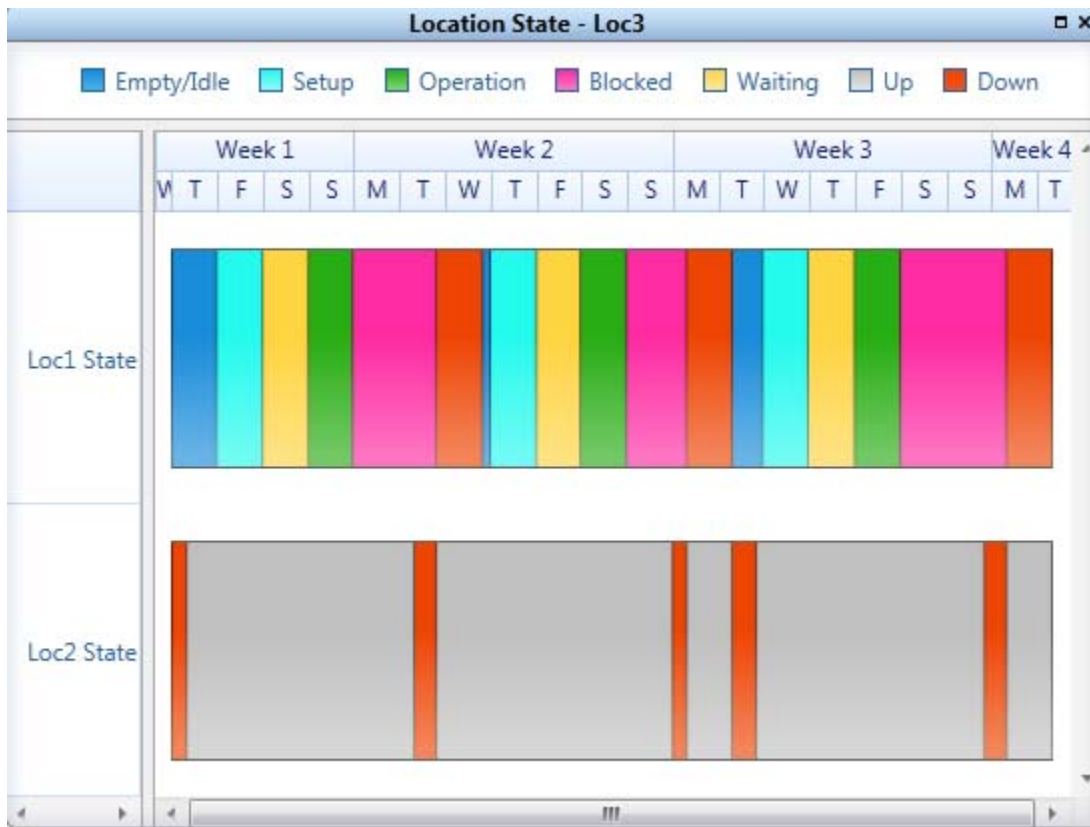 Location State - Loc3
Empty/Idle Setup Operation Blocked Waiting Up Down
Week 1 Week 2 Week 3 Week 4
W T F S S M T W T F S S M T W T F S S M T
Loc1 State
Loc2 State